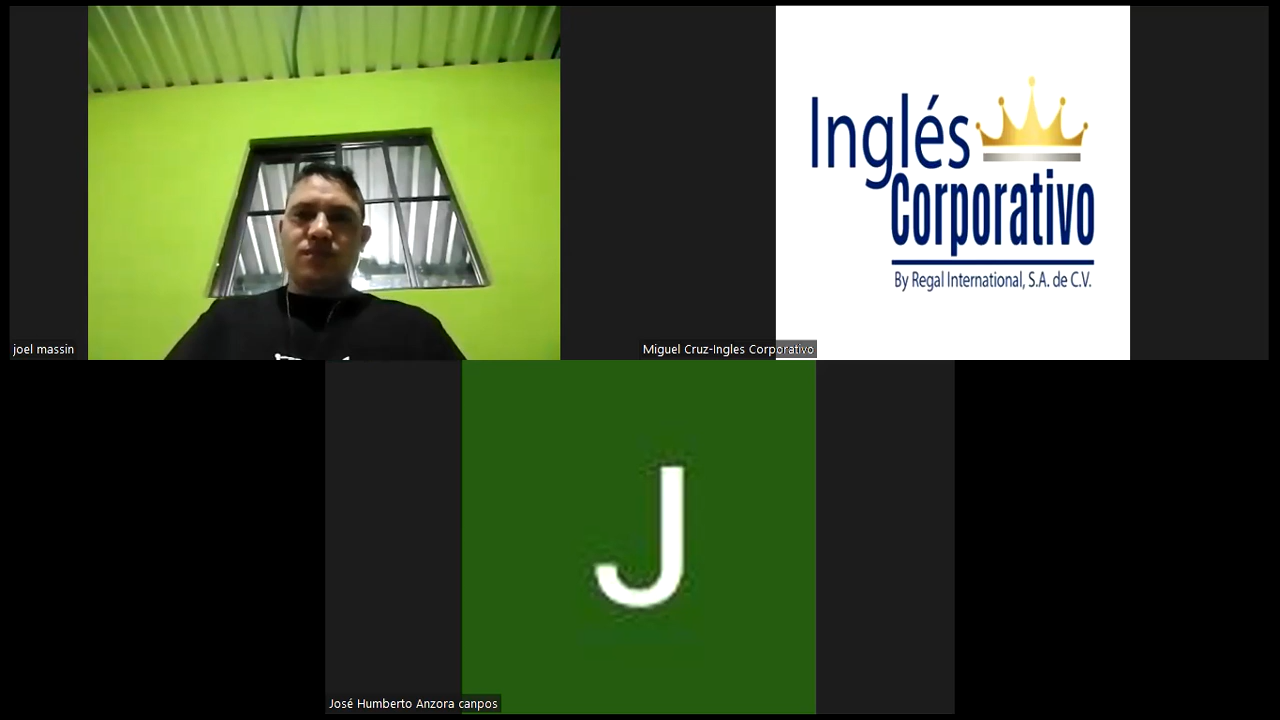 Inglés
Corporativo
By Regal International, S.A. de C.V.
joel massin
Miguel Cruz-Ingles Corporativo
J
José Humberto Anzora canpos